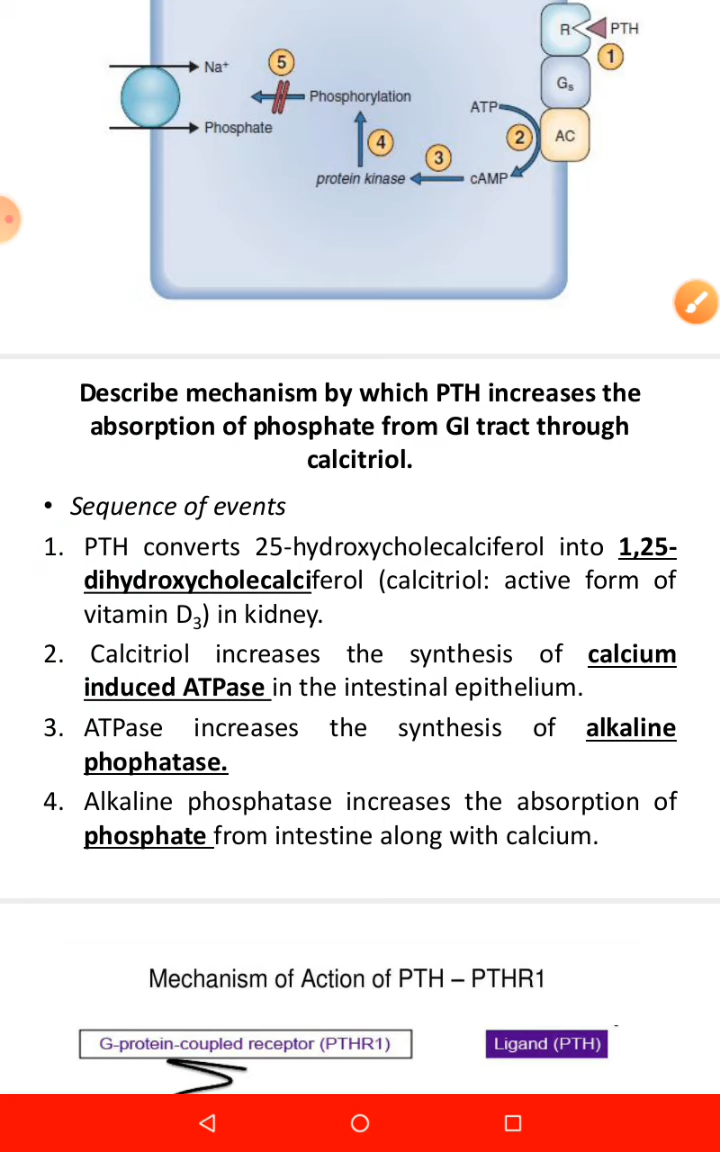 R PTH
1
Na⁺ 5
Gₛ
Phosphorylation
ATP
Phosphate 4 2 AC
3
protein kinase cAMP
Describe mechanism by which PTH increases the
absorption of phosphate from GI tract through
calcitriol.
• Sequence of events
1. PTH converts 25-hydroxycholecalciferol into 1,25-
dihydroxycholecalciferol (calcitriol: active form of
vitamin D₃) in kidney.
2. Calcitriol increases the synthesis of calcium
induced ATPase in the intestinal epithelium.
3. ATPase increases the synthesis of alkaline
phophatase.
4. Alkaline phosphatase increases the absorption of
phosphate from intestine along with calcium.
Mechanism of Action of PTH – PTHR1
G-protein-coupled receptor (PTHR1) Ligand (PTH)